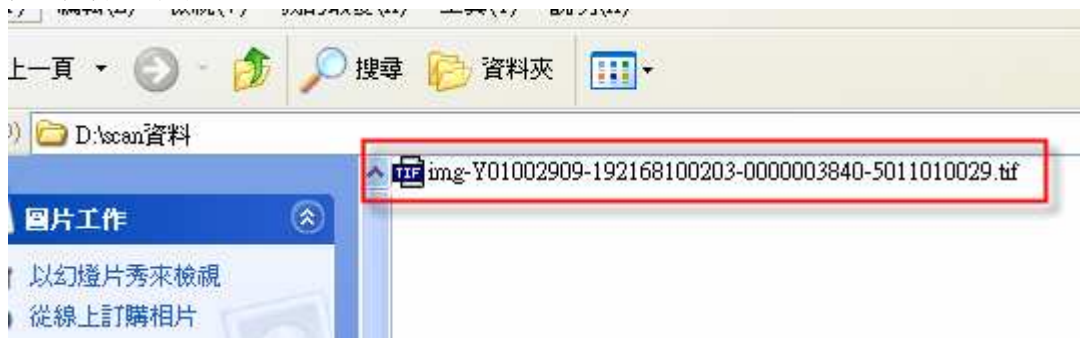 上一頁 搜尋 資料夾
D:\scan資料
TIF img-Y01002909-192168100203-0000003840-5011010029.tif
圖片工作
以幻燈片秀來檢視
從線上訂購相片